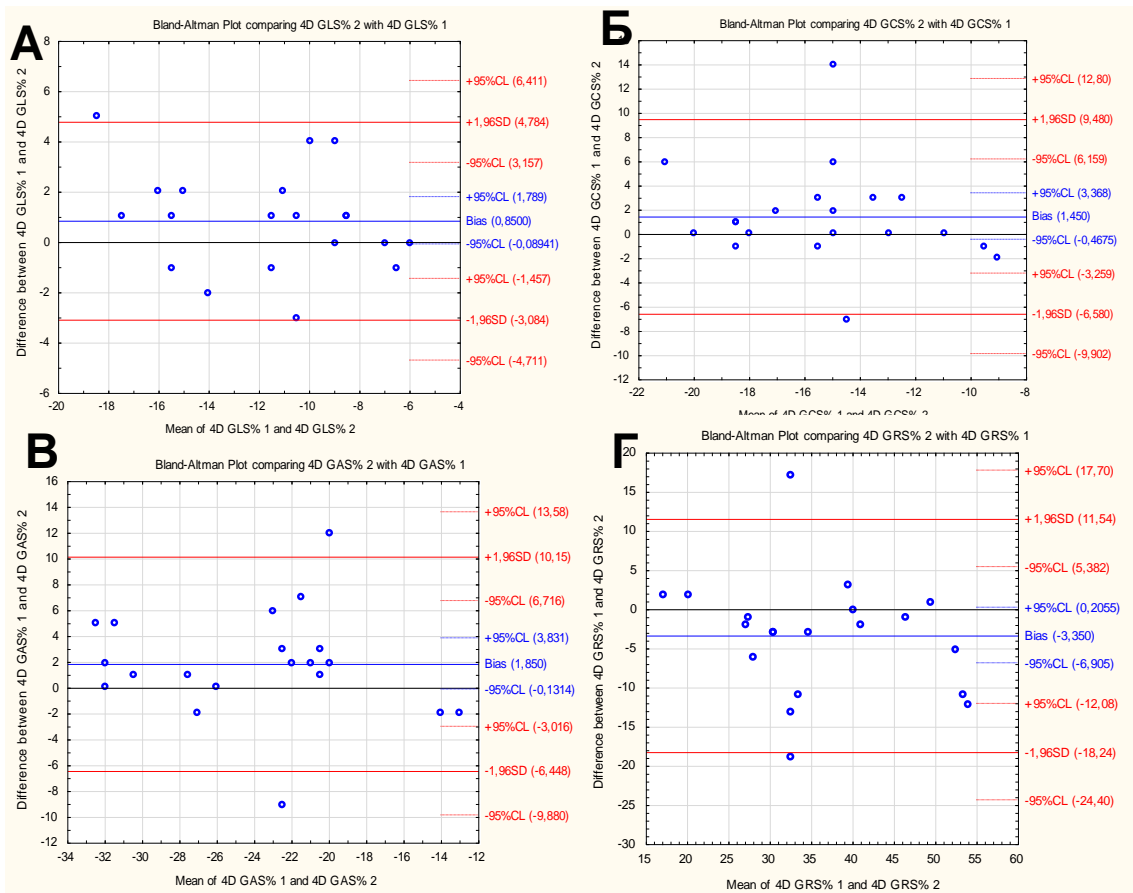 А
Bland-Altman Plot comparing 4D GLS% 2 with 4D GLS% 1
Difference between 4D GLS% 1 and 4D GLS% 2
8
6
4
2
0
-2
-4
-6
-20 -18 -16 -14 -12 -10 -8 -6 -4
Mean of 4D GLS% 1 and 4D GLS% 2
+95%CL (6,411)
+1,96SD (4,784)
-95%CL (3,157)
+95%CL (1,789)
Bias (0,8500)
-95%CL (-0,08941)
+95%CL (-1,457)
-1,96SD (-3,084)
-95%CL (-4,711)
Б
Bland-Altman Plot comparing 4D GCS% 2 with 4D GCS% 1
Difference between 4D GCS% 1 and 4D GCS% 2
16
14
12
10
8
6
4
2
0
-2
-4
-6
-8
-10
-12
-22 -20 -18 -16 -14 -12 -10 -8
Mean of 4D GCS% 1 and 4D GCS% 2
+95%CL (12,80)
+1,96SD (9,480)
-95%CL (6,159)
+95%CL (3,368)
Bias (1,450)
-95%CL (-0,4675)
+95%CL (-3,259)
-1,96SD (-6,580)
-95%CL (-9,902)
В
Bland-Altman Plot comparing 4D GAS% 2 with 4D GAS% 1
Difference between 4D GAS% 1 and 4D GAS% 2
16
14
12
10
8
6
4
2
0
-2
-4
-6
-8
-10
-12
-34 -32 -30 -28 -26 -24 -22 -20 -18 -16 -14 -12
Mean of 4D GAS% 1 and 4D GAS% 2
+95%CL (13,58)
+1,96SD (10,15)
-95%CL (6,716)
+95%CL (3,831)
Bias (1,850)
-95%CL (-0,1314)
+95%CL (-3,016)
-1,96SD (-6,448)
-95%CL (-9,880)
Г
Bland-Altman Plot comparing 4D GRS% 2 with 4D GRS% 1
Difference between 4D GRS% 1 and 4D GRS% 2
20
15
10
5
0
-5
-10
-15
-20
-25
-30
15 20 25 30 35 40 45 50 55 60
Mean of 4D GRS% 1 and 4D GRS% 2
+95%CL (17,70)
+1,96SD (11,54)
-95%CL (5,382)
+95%CL (0,2055)
Bias (-3,350)
-95%CL (-6,905)
+95%CL (-12,08)
-1,96SD (-18,24)
-95%CL (-24,40)